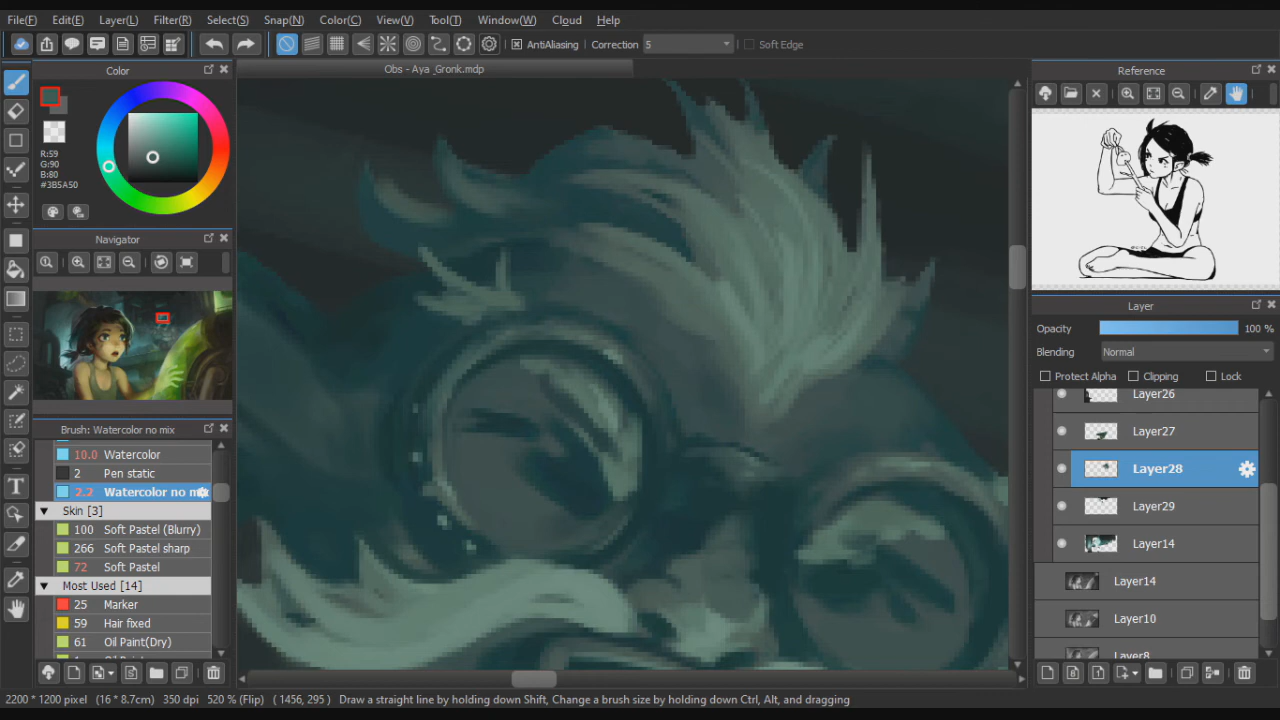 File(F) Edit(E) Layer(L) Filter(R) Select(S) Snap(N) Color(C) View(V) Tool(T) Window(W) Cloud Help
AntiAliasing Correction 5 Soft Edge
Color
R:59
G:90
B:80
#3B5A50
Navigator
Brush: Watercolor no mix
10.0 Watercolor
2 Pen static
2.2 Watercolor no mix
Skin [3]
100 Soft Pastel (Blurry)
266 Soft Pastel sharp
72 Soft Pastel
Most Used [14]
25 Marker
59 Hair fixed
61 Oil Paint(Dry)
Obs - Aya_Gronk.mdp
Reference
Layer
Opacity 100 %
Blending Normal
Protect Alpha Clipping Lock
Layer26
Layer27
Layer28
Layer29
Layer14
Layer14
Layer10
Layer8
2200 * 1200 pixel (16 * 8.7cm) 350 dpi 520 % (Flip) ( 1456, 295 ) Draw a straight line by holding down Shift, Change a brush size by holding down Ctrl, Alt, and dragging